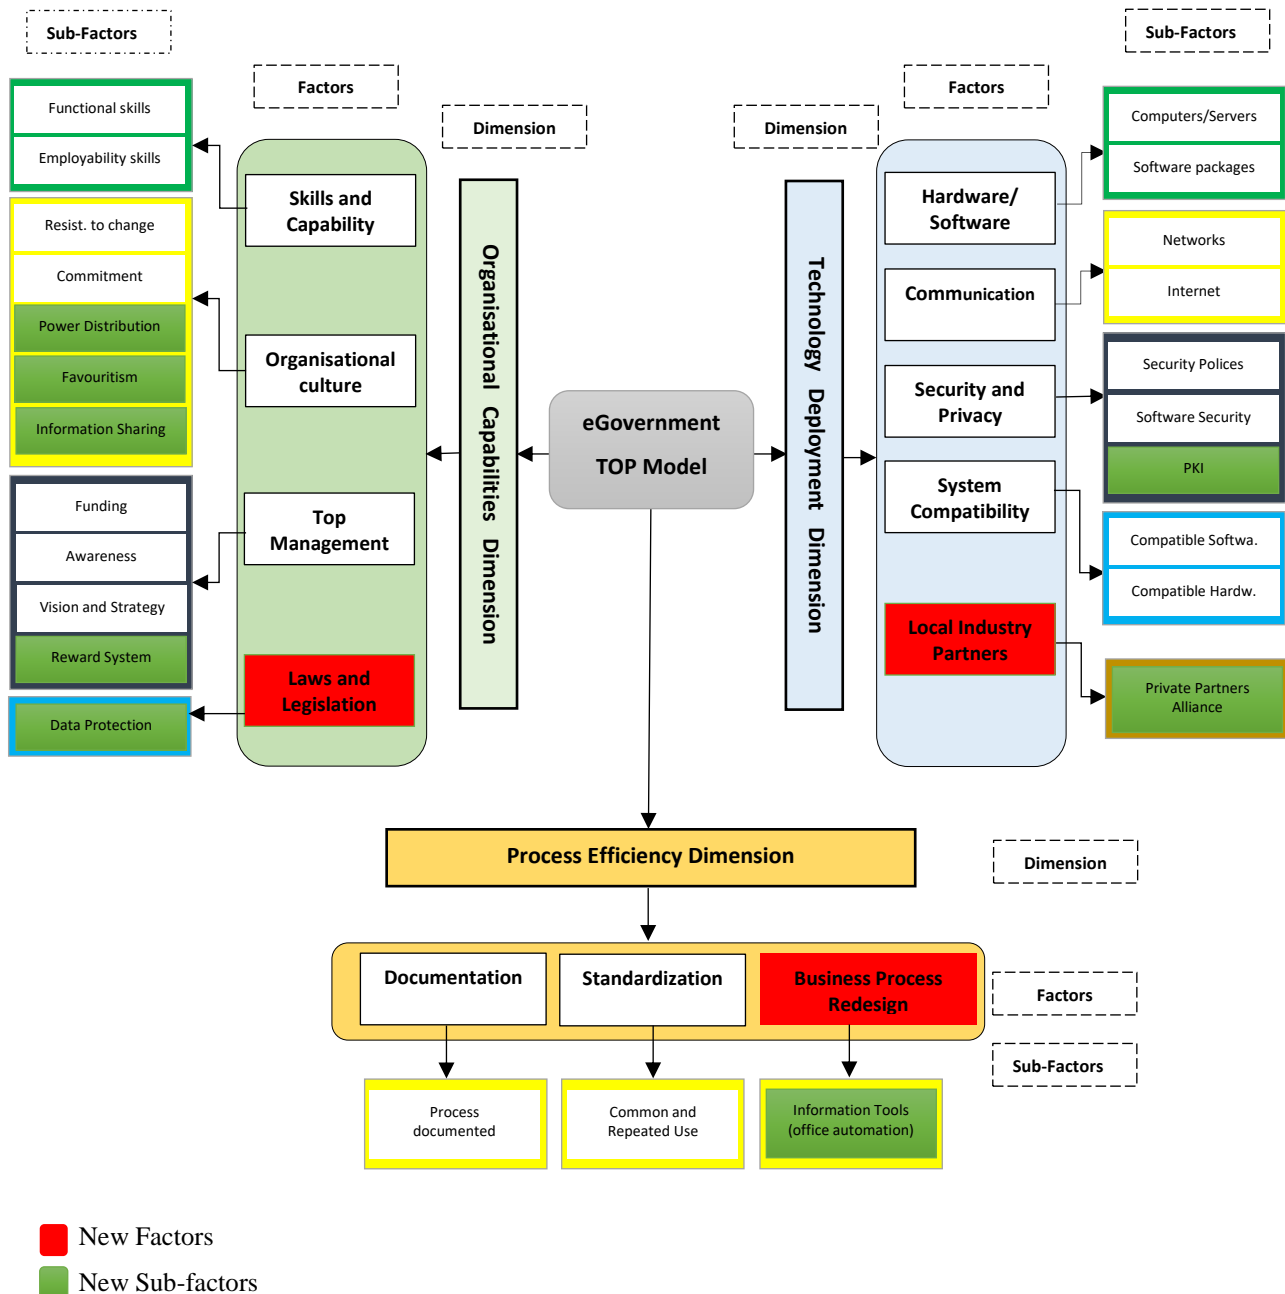 Sub-Factors
Factors
Dimension
Functional skills
Employability skills
Resist. to change
Commitment
Power Distribution
Favouritism
Information Sharing
Funding
Awareness
Vision and Strategy
Reward System
Data Protection
Skills and
Capability
Organisational
culture
Top
Management
Laws and
Legislation
Organisational Capabilities Dimension
eGovernment
TOP Model
Dimension
Factors
Sub-Factors
Technology Deployment Dimension
Hardware/
Software
Communication
Security and
Privacy
System
Compatibility
Local Industry
Partners
Computers/Servers
Software packages
Networks
Internet
Security Polices
Software Security
PKI
Compatible Softwa.
Compatible Hardw.
Private Partners
Alliance
Process Efficiency Dimension
Dimension
Documentation
Standardization
Business Process
Redesign
Factors
Sub-Factors
Process
documented
Common and
Repeated Use
Information Tools
(office automation)
New Factors
New Sub-factors